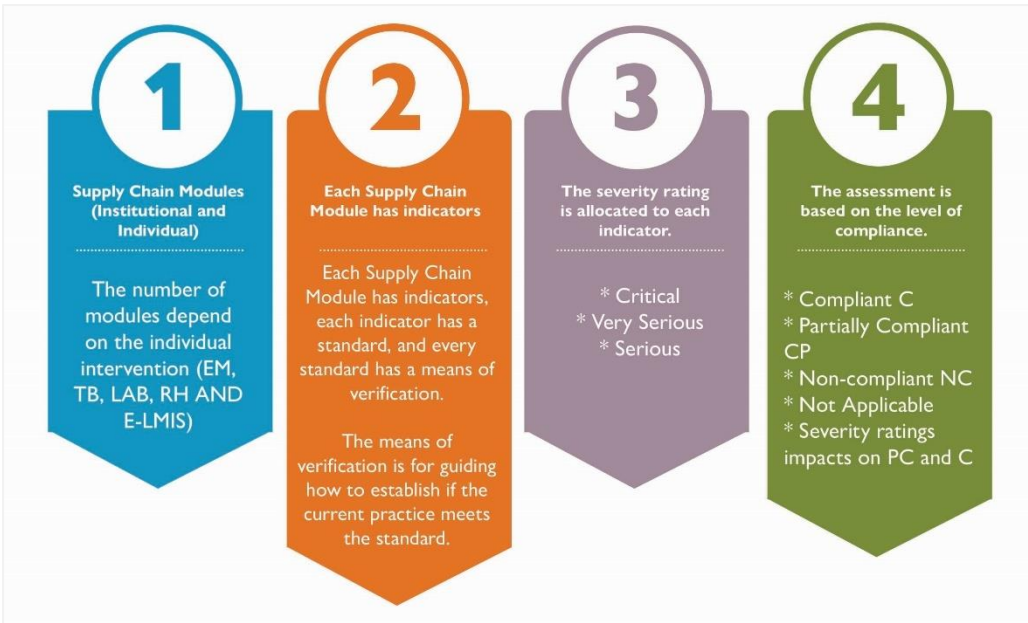 1
Supply Chain Modules
(Institutional and
Individual)
The number of
modules depend
on the individual
intervention (EM,
TB, LAB, RH AND
E-LMIS)
2
Each Supply Chain
Module has indicators
Each Supply Chain
Module has indicators,
each indicator has a
standard, and every
standard has a means of
verification.
The means of
verification is for guiding
how to establish if the
current practice meets
the standard.
3
The severity rating
is allocated to each
indicator.
* Critical
* Very Serious
* Serious
4
The assessment is
based on the level of
compliance.
* Compliant C
* Partially Compliant
CP
* Non-compliant NC
* Not Applicable
* Severity ratings
impacts on PC and C